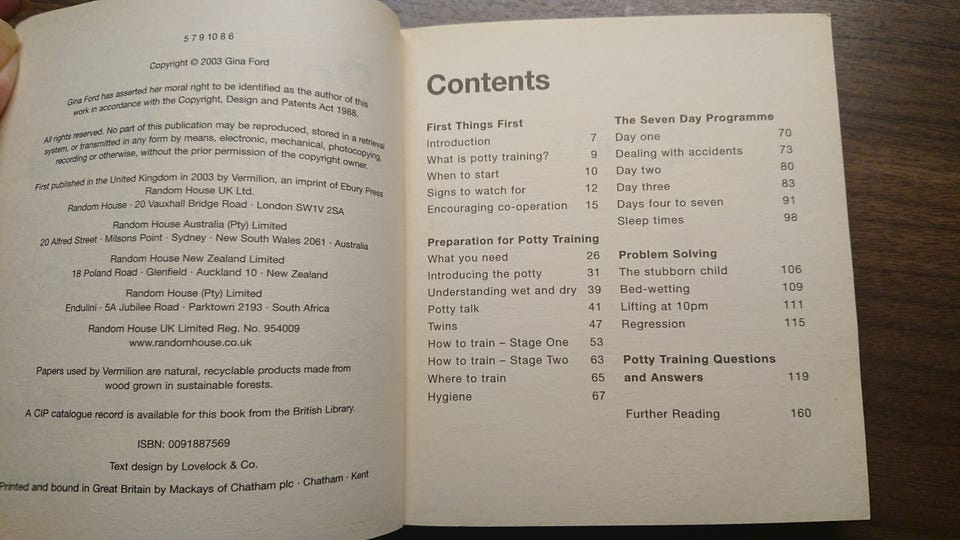 5 7 9 10 8 6
Copyright © 2003 Gina Ford
Gina Ford has asserted her moral right to be identified as the author of this
work in accordance with the Copyright, Design and Patents Act 1988.
All rights reserved. No part of this publication may be reproduced, stored in a retrieval
system, or transmitted in any form by means, electronic, mechanical, photocopying,
recording or otherwise, without the prior permission of the copyright owner.
First published in the United Kingdom in 2003 by Vermilion, an imprint of Ebury Press
Random House UK Ltd.
Random House · 20 Vauxhall Bridge Road · London SW1V 2SA
Random House Australia (Pty) Limited
20 Alfred Street · Milsons Point · Sydney · New South Wales 2061 · Australia
Random House New Zealand Limited
18 Poland Road · Glenfield · Auckland 10 · New Zealand
Random House (Pty) Limited
Endulini · 5A Jubilee Road · Parktown 2193 · South Africa
Random House UK Limited Reg. No. 954009
www.randomhouse.co.uk
Papers used by Vermilion are natural, recyclable products made from
wood grown in sustainable forests.
A CIP catalogue record is available for this book from the British Library.
ISBN: 0091887569
Text design by Lovelock & Co.
Printed and bound in Great Britain by Mackays of Chatham plc · Chatham · Kent
Contents
First Things First
Introduction 7
What is potty training? 9
When to start 10
Signs to watch for 12
Encouraging co-operation 15
Preparation for Potty Training
What you need 26
Introducing the potty 31
Understanding wet and dry 39
Potty talk 41
Twins 47
How to train – Stage One 53
How to train – Stage Two 63
Where to train 65
Hygiene 67
The Seven Day Programme
Day one 70
Dealing with accidents 73
Day two 80
Day three 83
Days four to seven 91
Sleep times 98
Problem Solving
The stubborn child 106
Bed-wetting 109
Lifting at 10pm 111
Regression 115
Potty Training Questions
and Answers 119
Further Reading 160